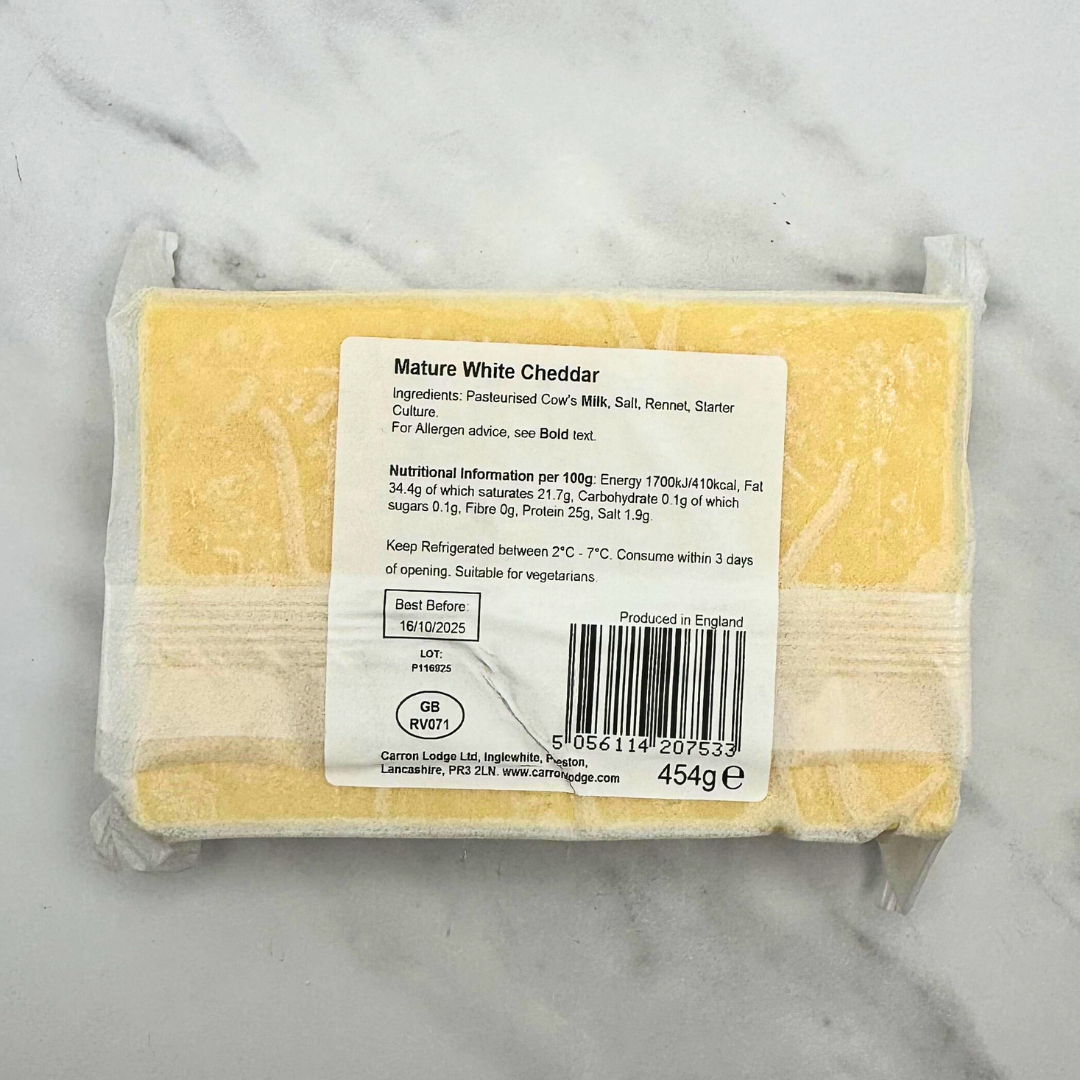 Mature White Cheddar
Ingredients: Pasteurised Cow's Milk, Salt, Rennet, Starter
Culture.
For Allergen advice, see Bold text.
Nutritional Information per 100g: Energy 1700kJ/410kcal, Fat
34.4g of which saturates 21.7g, Carbohydrate 0.1g of which
sugars 0.1g, Fibre 0g, Protein 25g, Salt 1.9g.
Keep Refrigerated between 2°C - 7°C. Consume within 3 days
of opening. Suitable for vegetarians.
Best Before:
16/10/2025
LOT:
P116925
GB
RV071
Produced in England
5 056114 207533
Carron Lodge Ltd, Inglewhite, Preston,
Lancashire, PR3 2LN. www.carronlodge.com
454g ℮